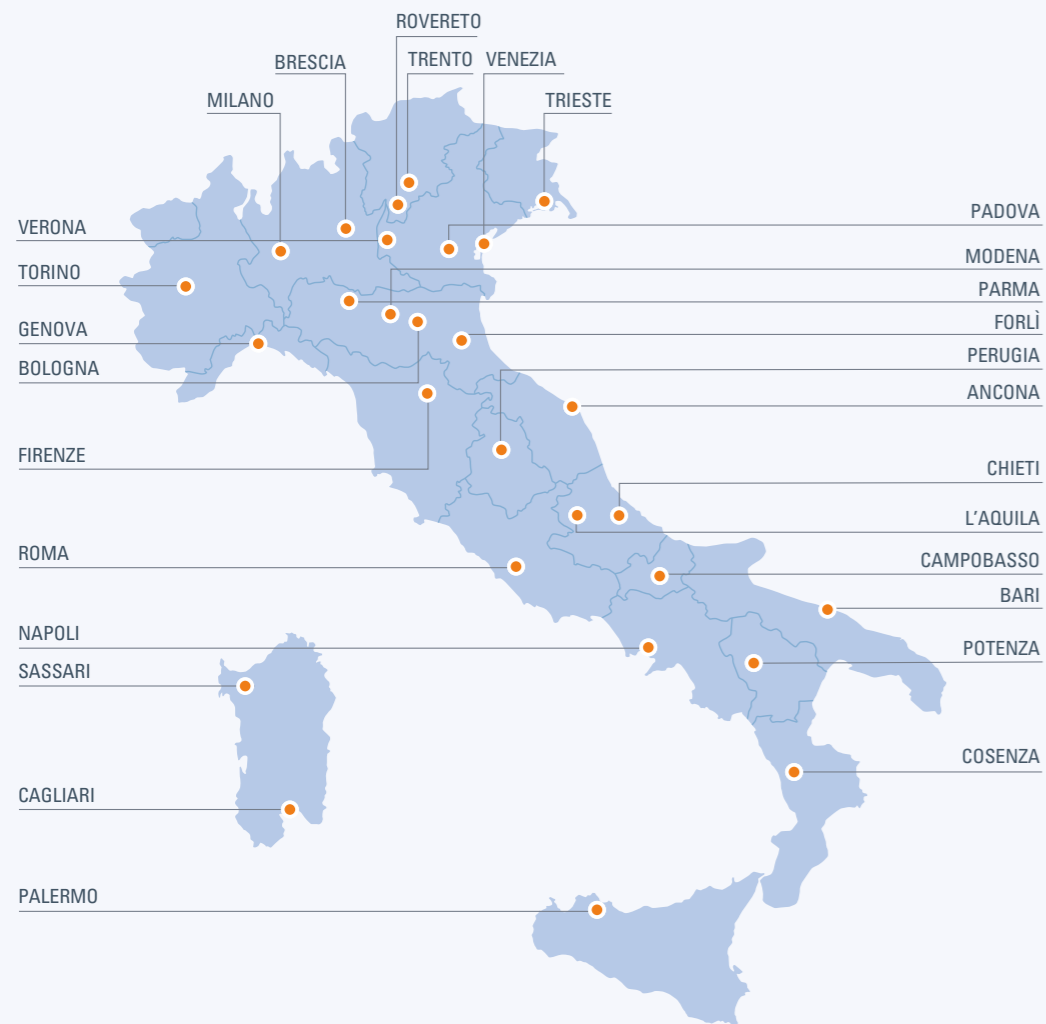 ROVERETO
BRESCIA
TRENTO
VENEZIA
MILANO
TRIESTE
VERONA
TORINO
GENOVA
BOLOGNA
FIRENZE
ROMA
NAPOLI
SASSARI
CAGLIARI
PALERMO
PADOVA
MODENA
PARMA
FORLÌ
PERUGIA
ANCONA
CHIETI
L'AQUILA
CAMPOBASSO
BARI
POTENZA
COSENZA